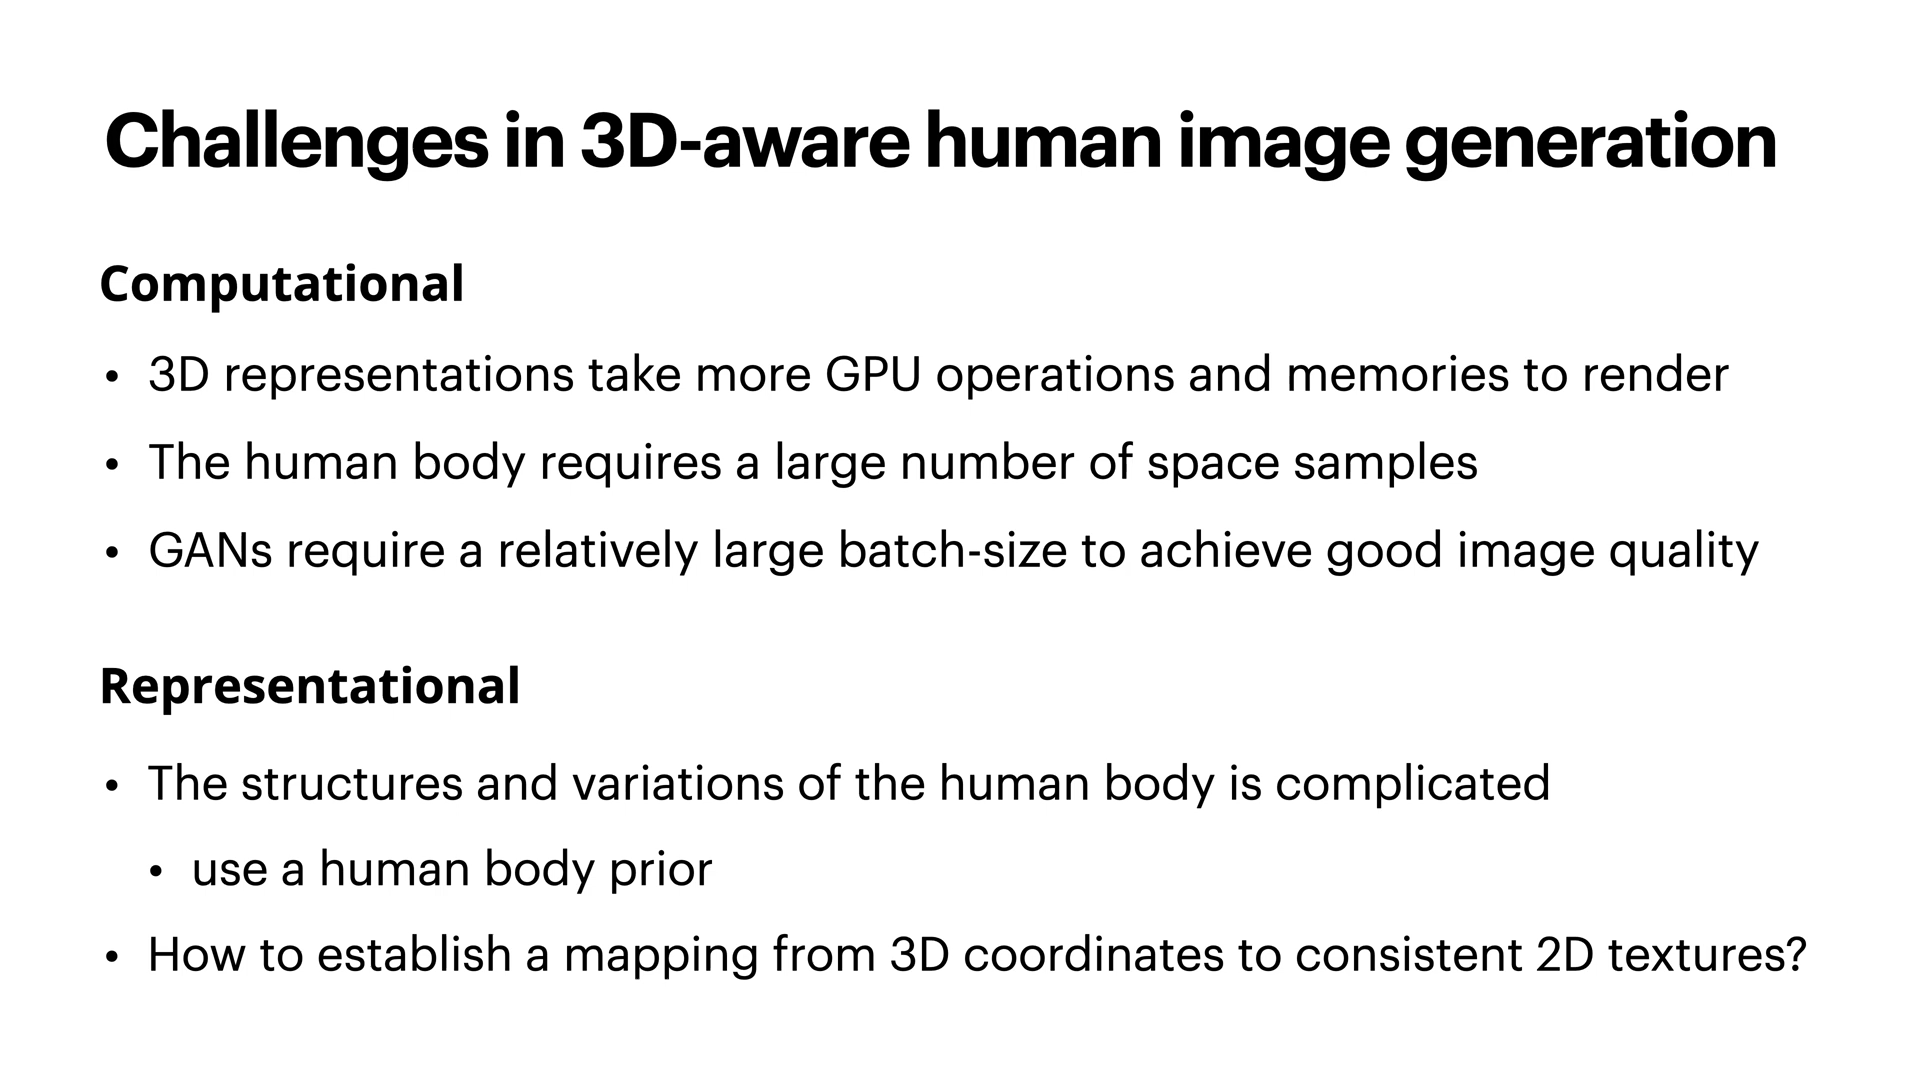 Challenges in 3D-aware human image generation
Computational
• 3D representations take more GPU operations and memories to render
• The human body requires a large number of space samples
• GANs require a relatively large batch-size to achieve good image quality
Representational
• The structures and variations of the human body is complicated
• use a human body prior
• How to establish a mapping from 3D coordinates to consistent 2D textures?